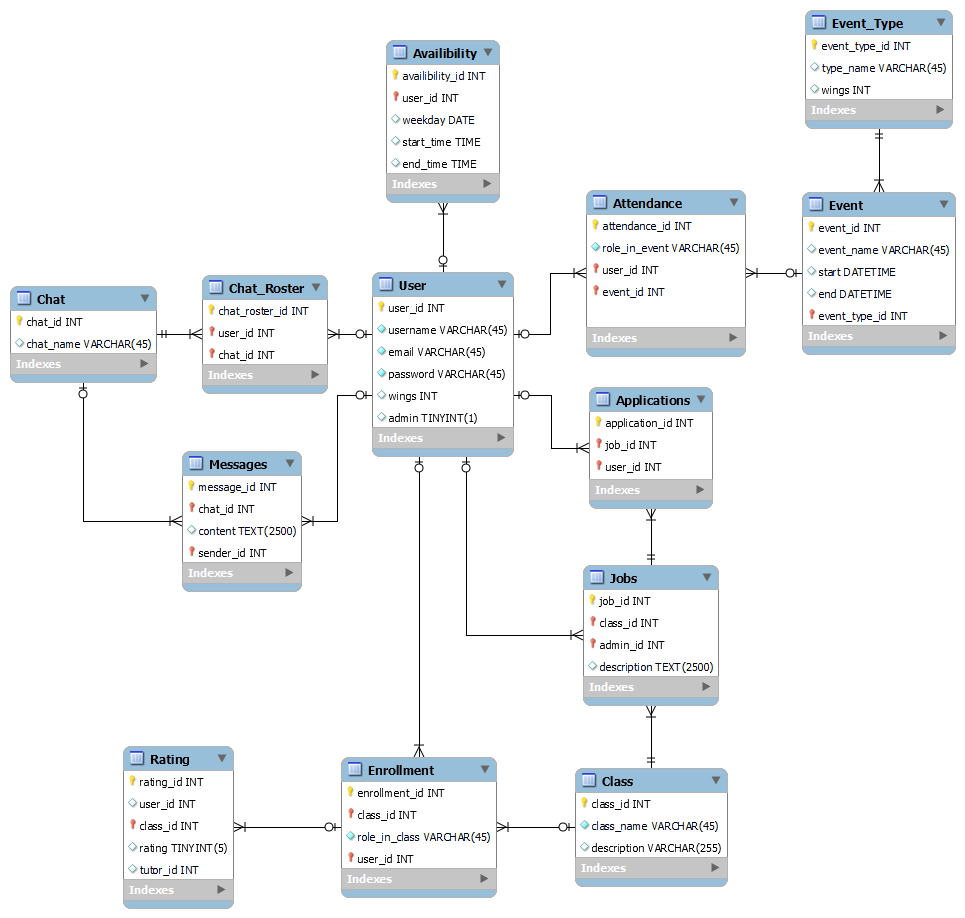 Event_Type
event_type_id INT
type_name VARCHAR(45)
wings INT
Indexes
Availibility
availibility_id INT
user_id INT
weekday DATE
start_time TIME
end_time TIME
Indexes
Attendance
attendance_id INT
role_in_event VARCHAR(45)
user_id INT
event_id INT
Indexes
Event
event_id INT
event_name VARCHAR(45)
start DATETIME
end DATETIME
event_type_id INT
Indexes
Chat
chat_id INT
chat_name VARCHAR(45)
Indexes
Chat_Roster
chat_roster_id INT
user_id INT
chat_id INT
Indexes
User
user_id INT
username VARCHAR(45)
email VARCHAR(45)
password VARCHAR(45)
wings INT
admin TINYINT(1)
Indexes
Applications
application_id INT
job_id INT
user_id INT
Indexes
Messages
message_id INT
chat_id INT
content TEXT(2500)
sender_id INT
Indexes
Jobs
job_id INT
class_id INT
admin_id INT
description TEXT(2500)
Indexes
Rating
rating_id INT
user_id INT
class_id INT
rating TINYINT(5)
tutor_id INT
Indexes
Enrollment
enrollment_id INT
class_id INT
role_in_class VARCHAR(45)
user_id INT
Indexes
Class
class_id INT
class_name VARCHAR(45)
description VARCHAR(255)
Indexes